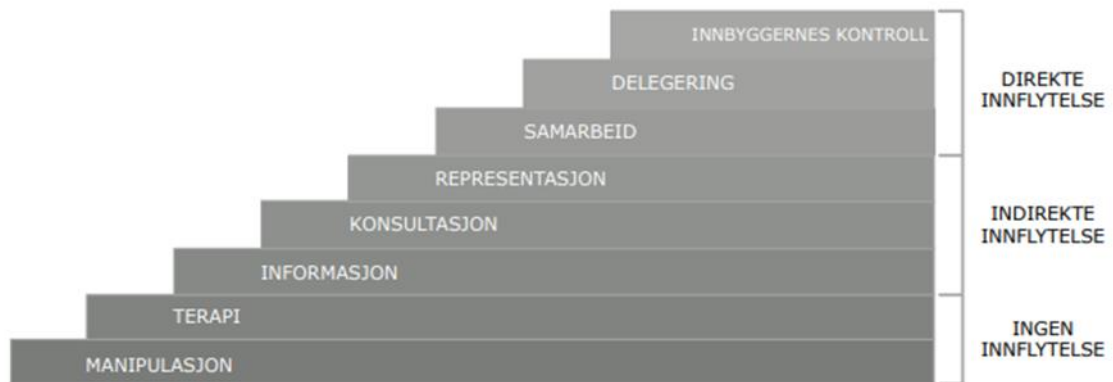 INNBYGGERNES KONTROLL
DELEGERING
SAMARBEID
DIREKTE
INNFLYTELSE
REPRESENTASJON
KONSULTASJON
INFORMASJON
INDIREKTE
INNFLYTELSE
TERAPI
MANIPULASJON
INGEN
INNFLYTELSE